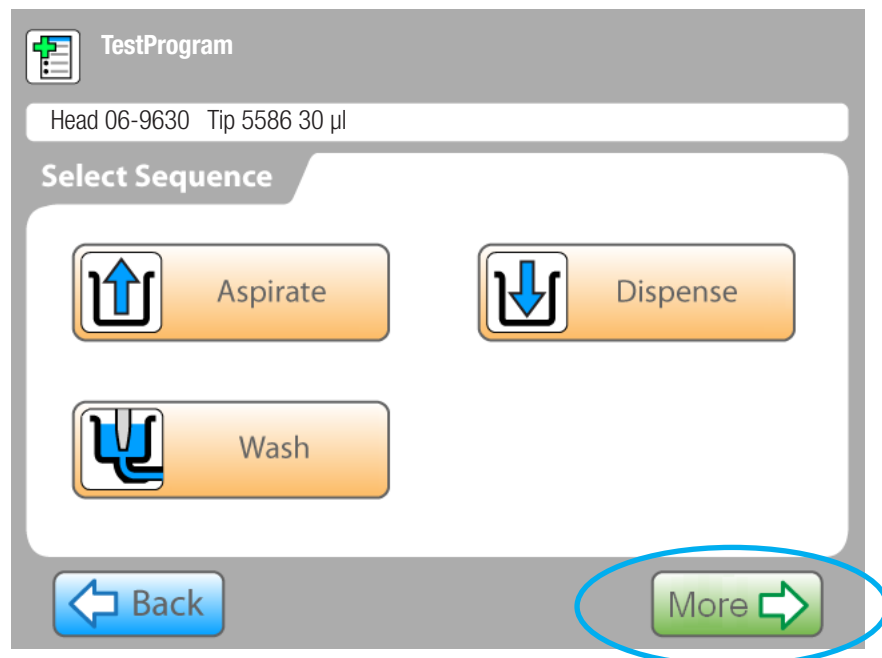 TestProgram
Head 06-9630 Tip 5586 30 µl
Select Sequence
Aspirate
Dispense
Wash
Back
More